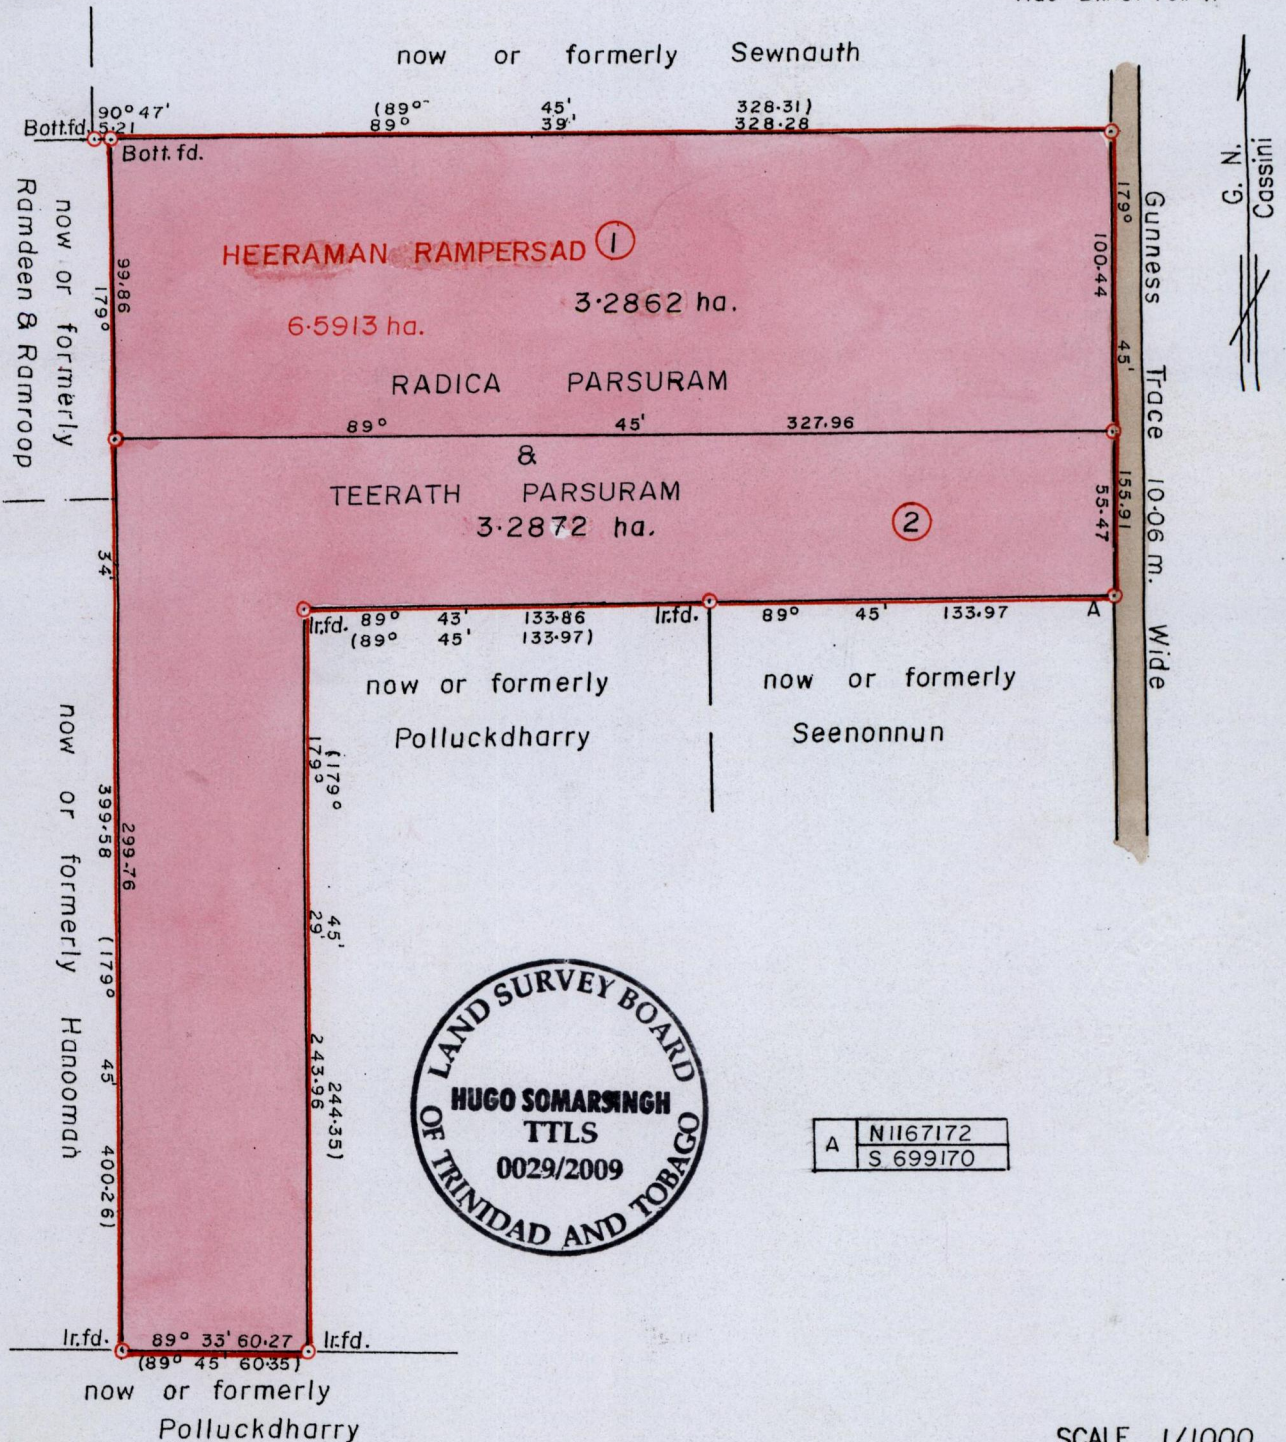 now or formerly Sewnauth
90° 47'
(89° 45' 328.31)
Bott.fd. 5.21
89° 39' 328.28
Bott. fd.
Cassini
N. G.
HEERAMAN RAMPERSAD 1
6.5913 ha.
3.2862 ha.
RADICA PARSURAM
89° 45' 327.96
&
TEERATH PARSURAM
3.2872 ha.
2
now or formerly
Ramdeen & Ramroop
99.86
179° 34' 399.58
299.76
(179° 45' 400.26)
now or formerly Hanooman
179° 45' 155.91
100.44
55.47
Gunness Trace 10.06 m. Wide
Ir.fd. 89° 43' 133.86 Ir.fd. 89° 45' 133.97 A
(89° 45' 133.97)
now or formerly
Polluckdharry
now or formerly
Seenonnun
(179° 45' 244.35)
179° 29' 243.96
LAND SURVEY BOARD
OF TRINIDAD AND TOBAGO
HUGO SOMARSINGH
TTLS
0029/2009
A N1167172
S 699170
Ir.fd. 89° 33' 60.27 Ir.fd.
(89° 45' 60.35)
now or formerly
Polluckdharry
SCALE 1/1000